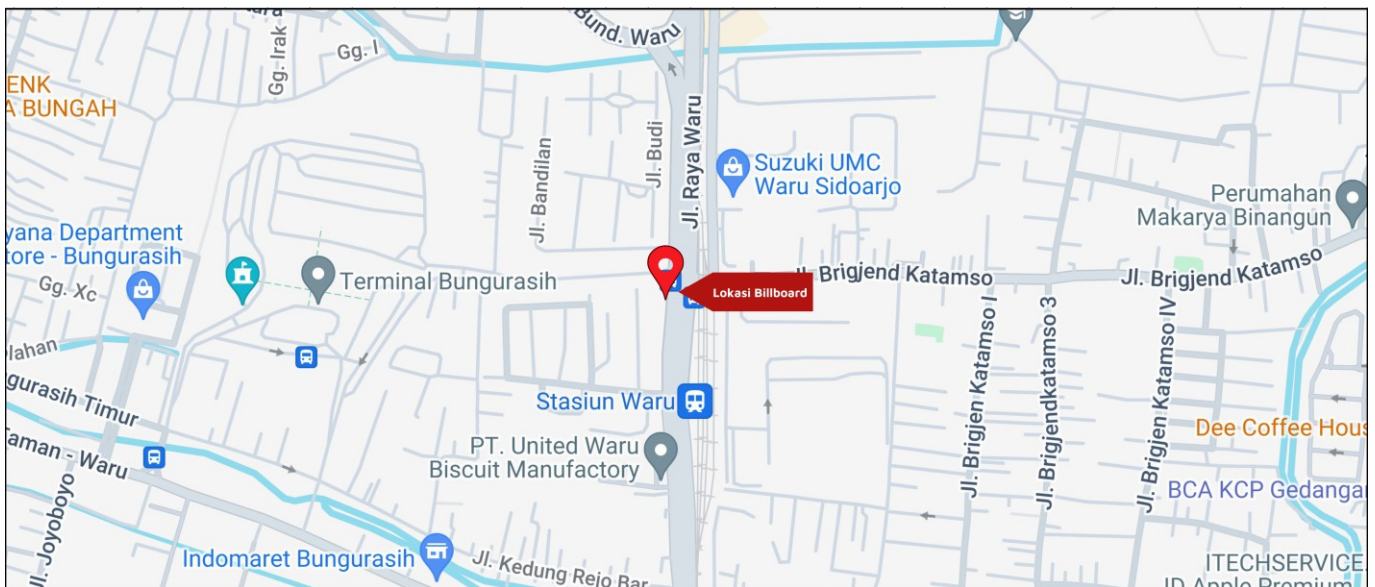 Bund. Waru
Gg. I
Gg. Irak
ENK
A BUNGAH
Jl. Bandilan
Jl. Budi
Jl. Raya Waru
Suzuki UMC
Waru Sidoarjo
Perumahan
Makarya Binangun
yana Department
tore - Bungurasih
Gg. Xc
Terminal Bungurasih
Lokasi Billboard
Jl. Brigjend Katamso
Jl. Brigjend Katamso
Jl. Brigjen Katamso I
Jl. Brigjendkatamso 3
Jl. Brigjen Katamso IV
Wahan
gurasih Timur
Taman - Waru
Jl. Joyoboyo
Stasiun Waru
PT. United Waru
Biscuit Manufactory
Dee Coffee Hous
BCA KCP Gedanga
Indomaret Bungurasih
Jl. Kedung Rejo Bar
ITECHSERVICE.
ID Apple Premium